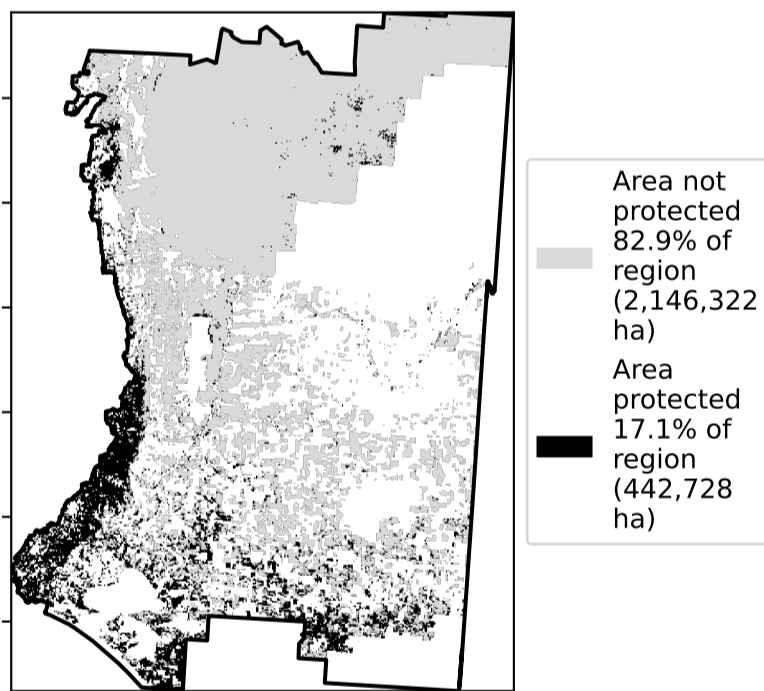 Area not
protected
82.9% of
region
(2,146,322
ha)
Area
protected
17.1% of
region
(442,728
ha)